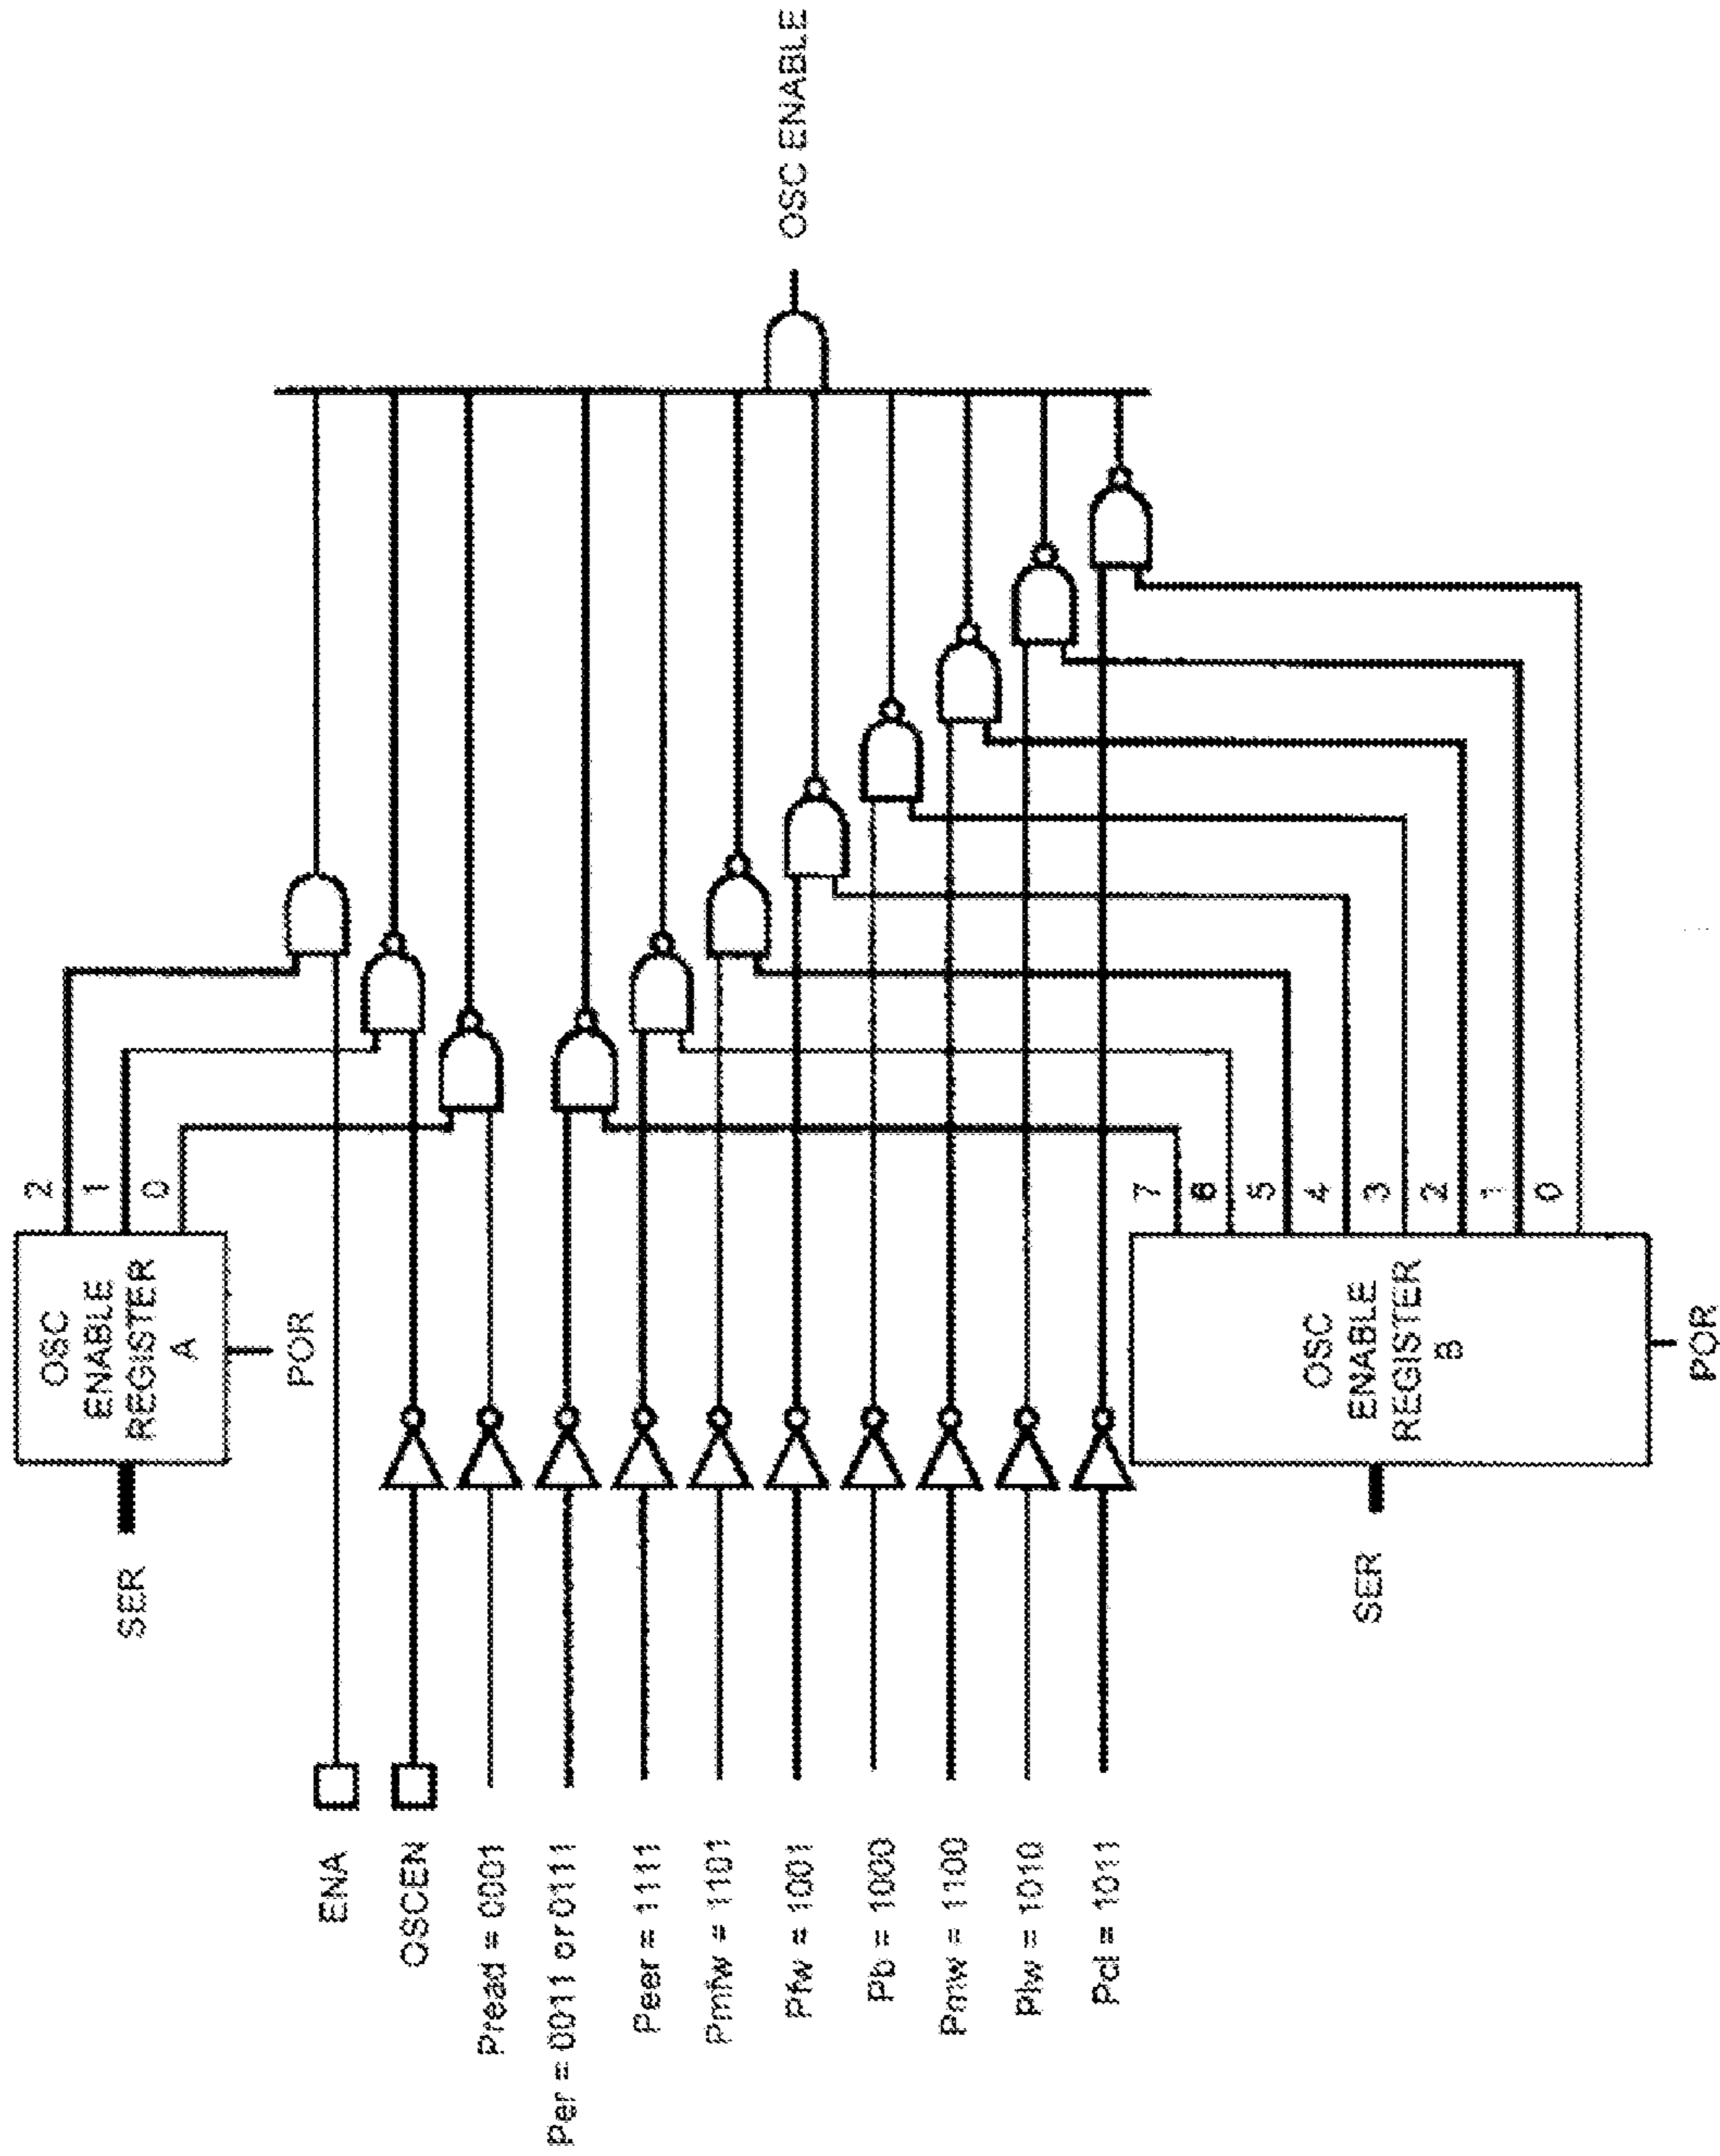 SER
OSC
ENABLE
REGISTER
A
POR
2
1
0
ENA
OSCEN
Pread = 0001
Per = 0011 or 0111
Peer = 1111
Pmfw = 1101
Pfw = 1001
Pb = 1000
Pmw = 1100
Plw = 1010
Pcl = 1011
OSC ENABLE
SER
OSC
ENABLE
REGISTER
B
POR
7
6
5
4
3
2
1
0